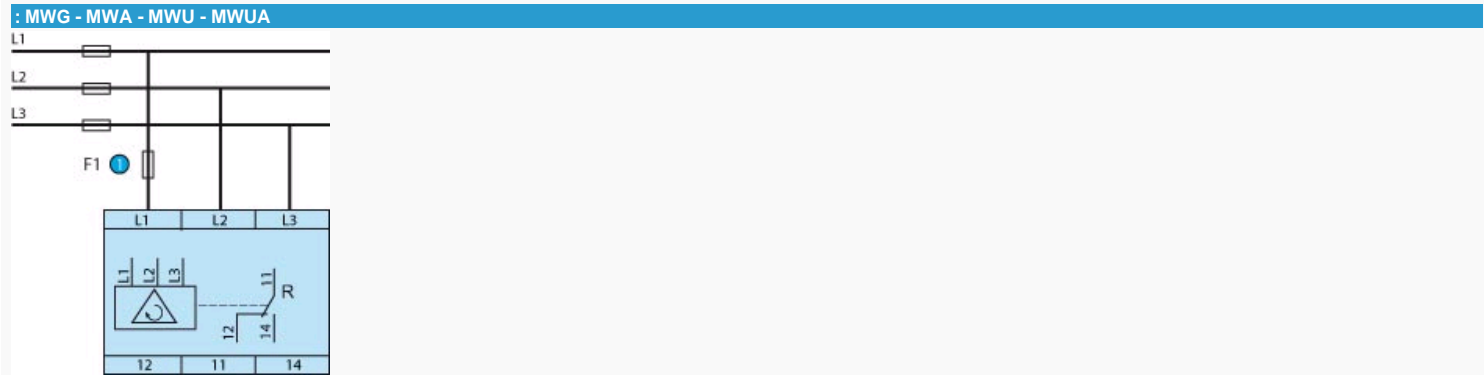 : MWG - MWA - MWU - MWUA
L1
L2
L3
F1 1
L1 L2 L3
L1 L2 L3
11
R
12 14
12 11 14